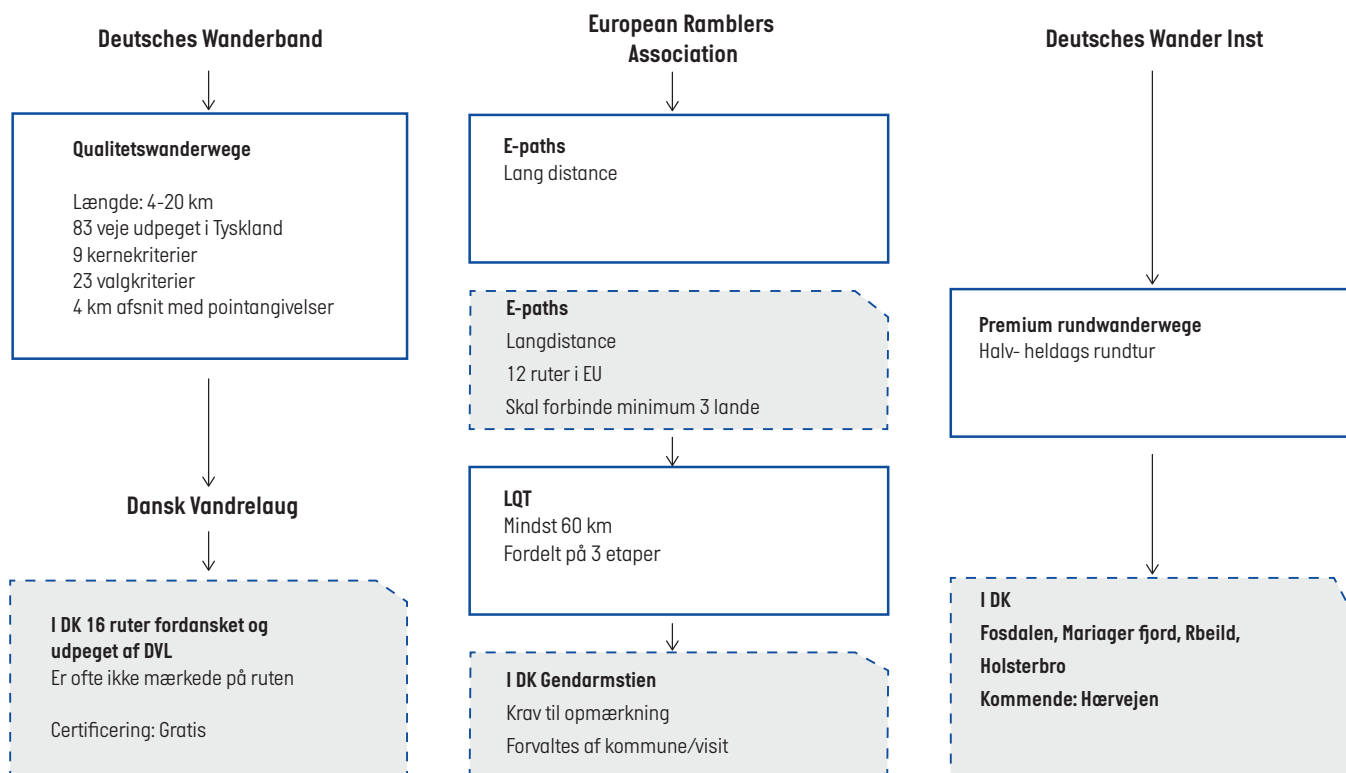 Deutsches Wanderband
Qualitetswanderwege
Længde: 4-20 km
83 veje udpeget i Tyskland
9 kernekriterier
23 valgkriterier
4 km afsnit med pointangivelser
Dansk Vandrelaug
I DK 16 ruter fordansket og
udpeget af DVL
Er ofte ikke mærkede på ruten
Certificering: Gratis
European Ramblers
Association
E-paths
Lang distance
E-paths
Langdistance
12 ruter i EU
Skal forbinde minimum 3 lande
LQT
Mindst 60 km
Fordelt på 3 etaper
I DK Gendarmstien
Krav til opmærkning
Forvaltes af kommune/visit
Deutsches Wander Inst
Premium rundwanderwege
Halv- heldags rundtur
I DK
Fosdalen, Mariager fjord, Rbeild,
Holsterbro
Kommende: Hærvejen